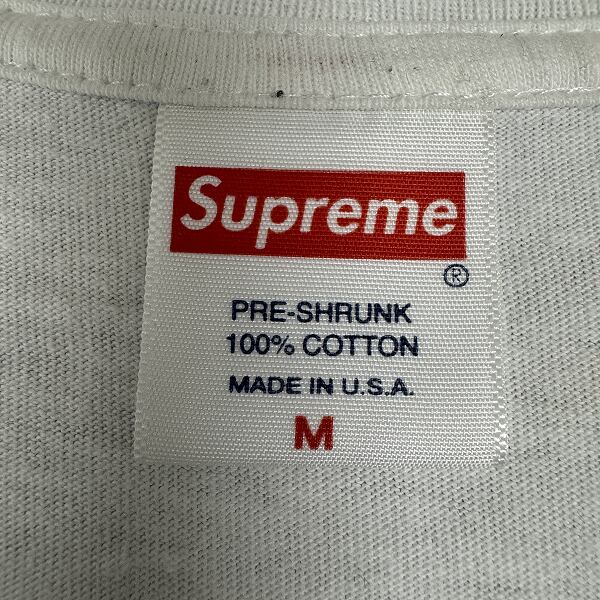 Supreme
®
PRE-SHRUNK
100% COTTON
MADE IN U.S.A.
M